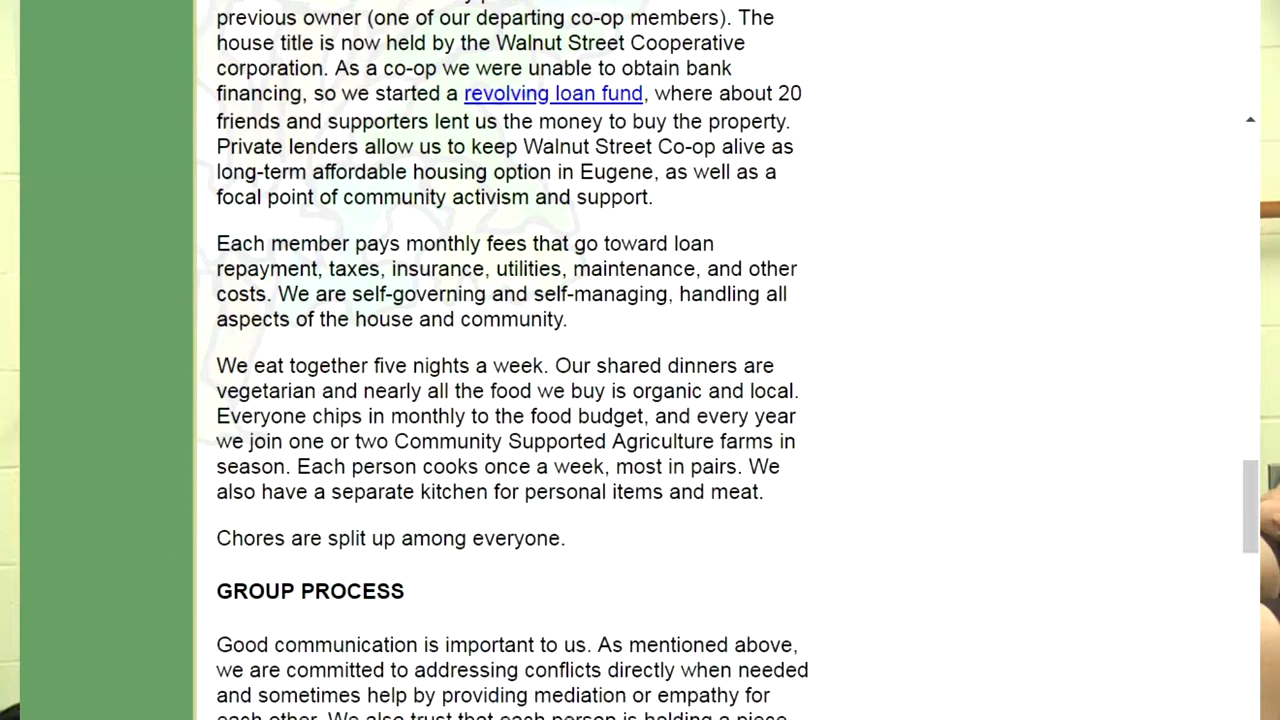 previous owner (one of our departing co-op members). The
house title is now held by the Walnut Street Cooperative
corporation. As a co-op we were unable to obtain bank
financing, so we started a revolving loan fund, where about 20
friends and supporters lent us the money to buy the property.
Private lenders allow us to keep Walnut Street Co-op alive as
long-term affordable housing option in Eugene, as well as a
focal point of community activism and support.
Each member pays monthly fees that go toward loan
repayment, taxes, insurance, utilities, maintenance, and other
costs. We are self-governing and self-managing, handling all
aspects of the house and community.
We eat together five nights a week. Our shared dinners are
vegetarian and nearly all the food we buy is organic and local.
Everyone chips in monthly to the food budget, and every year
we join one or two Community Supported Agriculture farms in
season. Each person cooks once a week, most in pairs. We
also have a separate kitchen for personal items and meat.
Chores are split up among everyone.
GROUP PROCESS
Good communication is important to us. As mentioned above,
we are committed to addressing conflicts directly when needed
and sometimes help by providing mediation or empathy for
each other. We also trust that each person is holding a piece